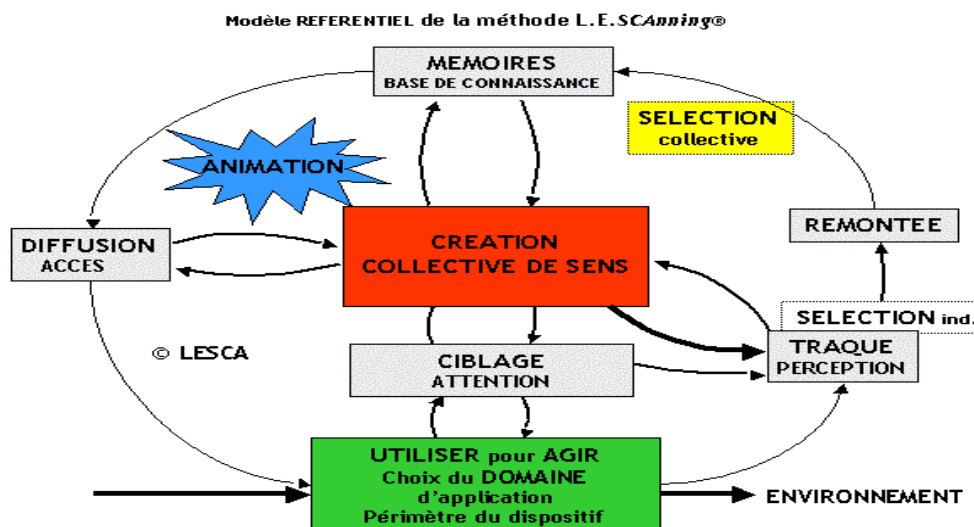 Modèle REFERENTIEL de la méthode L.E.SCAnning®
MEMOIRES
BASE DE CONNAISSANCE
SELECTION
collective
ANIMATION
DIFFUSION
ACCES
CREATION
COLLECTIVE DE SENS
REMONTEE
SELECTION ind.
TRAQUE
PERCEPTION
© LESCA
CIBLAGE
ATTENTION
UTILISER pour AGIR
Choix du DOMAINE
d'application
Périmètre du dispositif
ENVIRONNEMENT